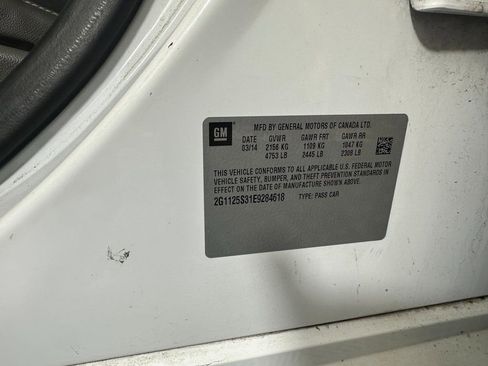 GM
MFD BY GENERAL MOTORS OF CANADA LTD.
DATE GVWR GAWR FRT GAWR RR
03/14 2156 KG 1109 KG 1047 KG
4753 LB 2445 LB 2308 LB
THIS VEHICLE CONFORMS TO ALL APPLICABLE U.S. FEDERAL MOTOR
VEHICLE SAFETY, BUMPER, AND THEFT PREVENTION STANDARDS IN
EFFECT ON THE DATE OF MANUFACTURE SHOWN ABOVE.
2G1125S31E9284618 TYPE: PASS CAR